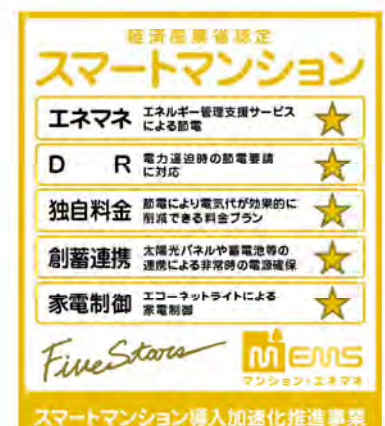 経済産業省認定
スマートマンション
エネマネ エネルギー管理支援サービス
による節電
D R 電力逼迫時の節電要請
に対応
独自料金 節電により電気代が効果的に
削減できる料金プラン
創蓄連携 太陽光パネルや蓄電池等の
連携による非常時の電源確保
家電制御 エコーネットライトによる
家電制御
Five Stars
mEMS
マンション・エネマネ
スマートマンション導入加速化推進事業